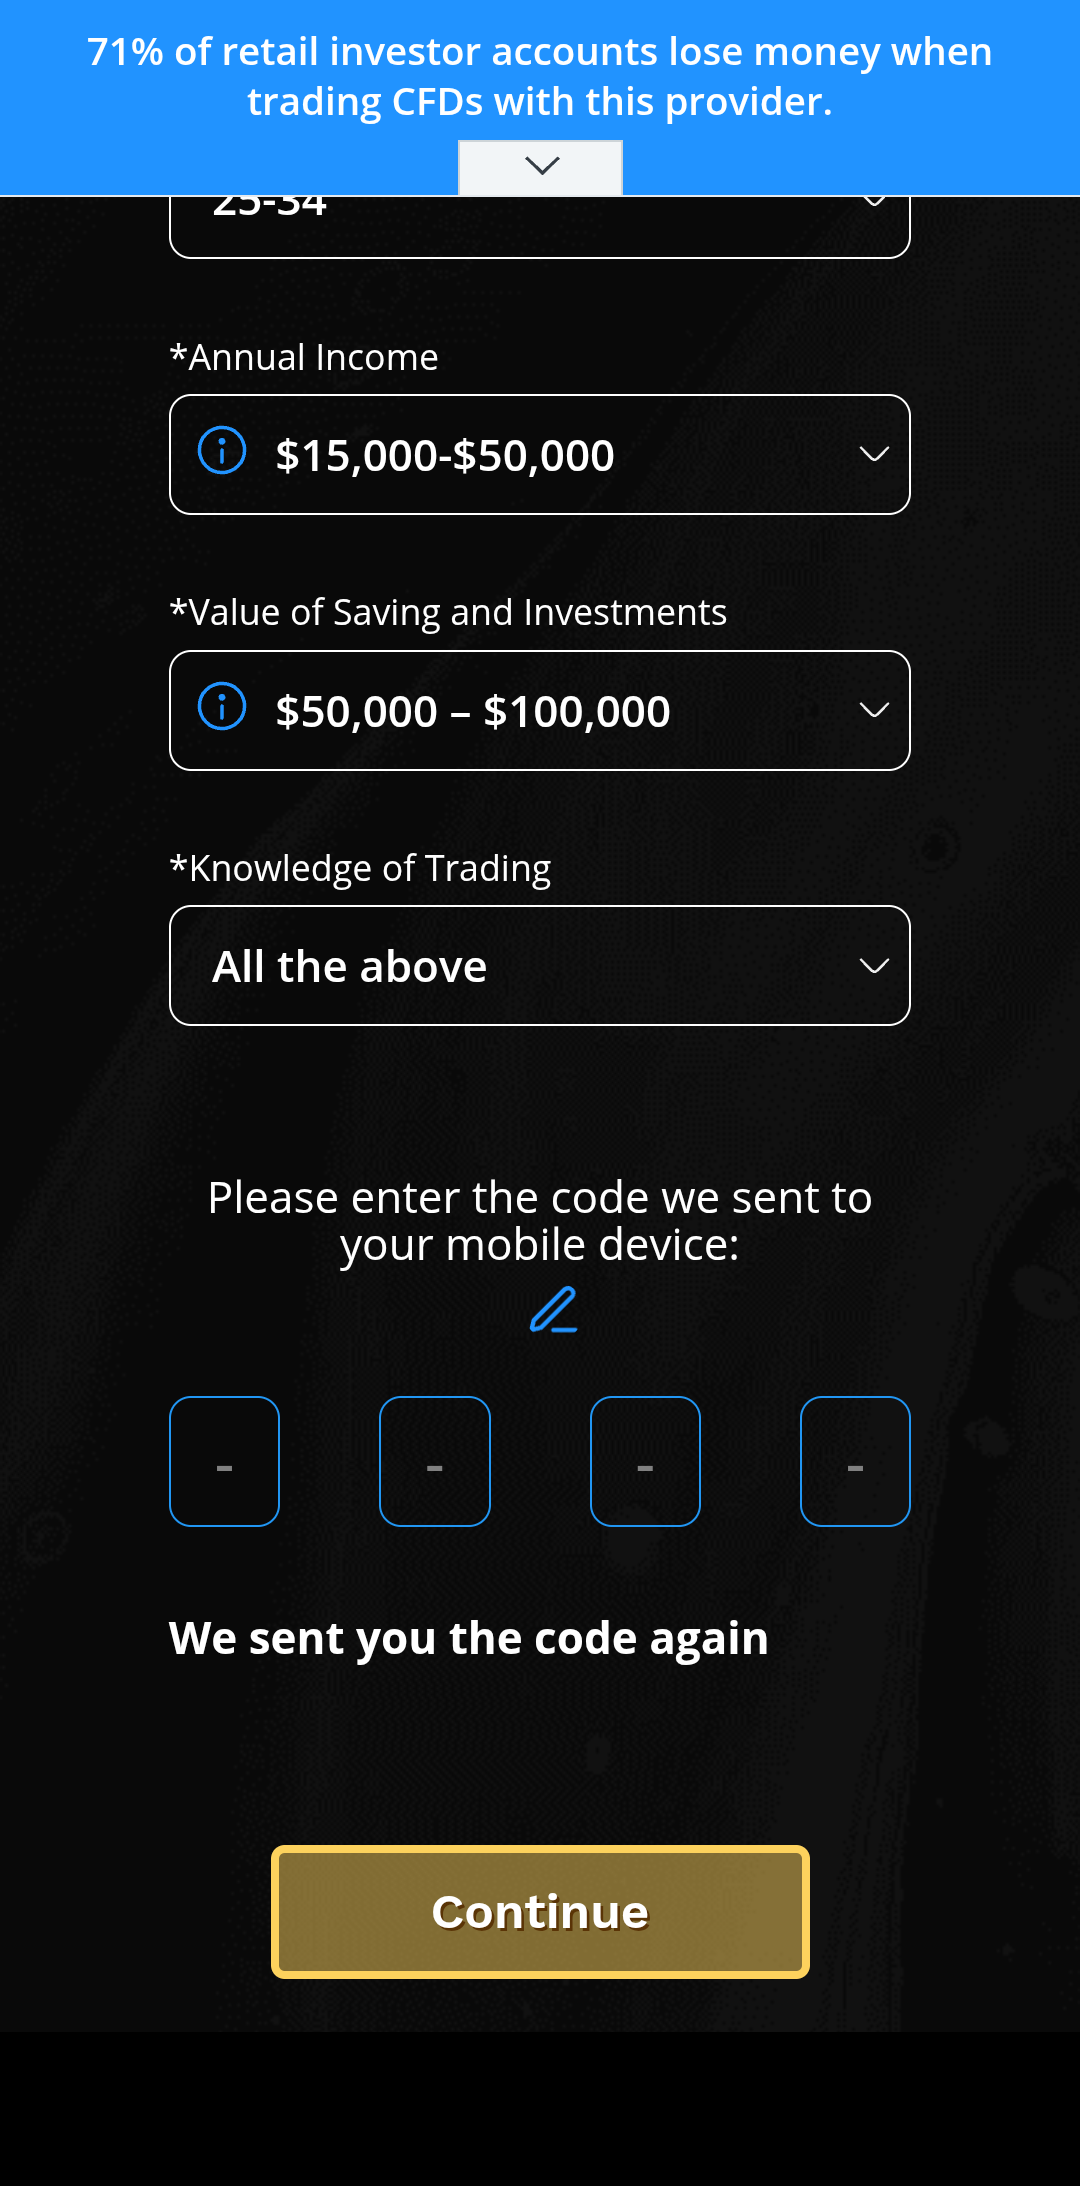 71% of retail investor accounts lose money when
trading CFDs with this provider.
25-34
*Annual Income
$15,000-$50,000
*Value of Saving and Investments
$50,000 – $100,000
*Knowledge of Trading
All the above
Please enter the code we sent to
your mobile device:
- - - -
We sent you the code again
Continue